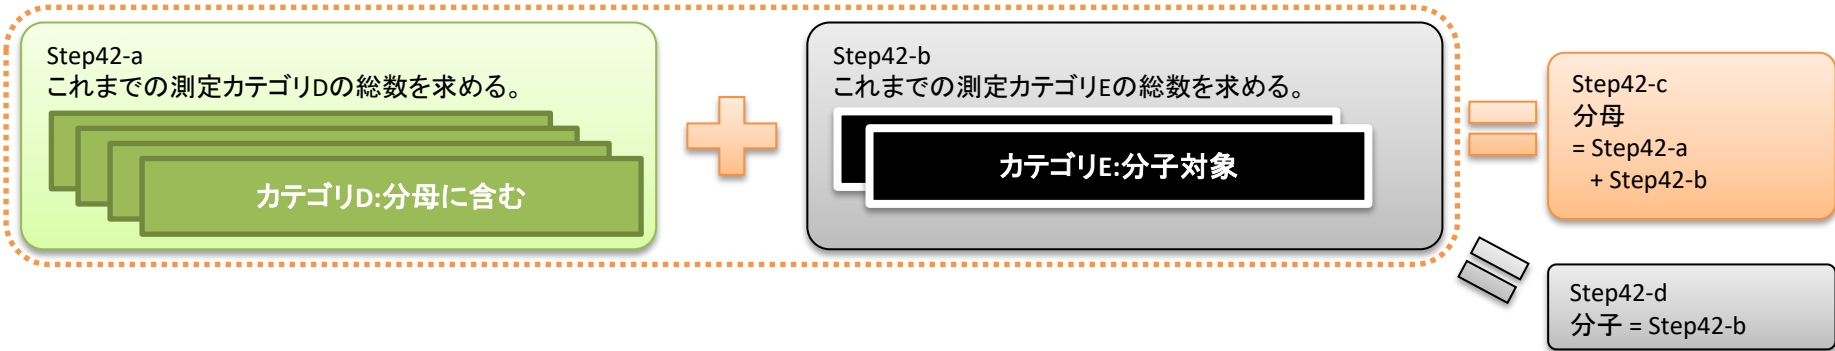 Step42-a
これまでの測定カテゴリDの総数を求める。
カテゴリD:分母に含む
Step42-b
これまでの測定カテゴリEの総数を求める。
カテゴリE:分子対象
Step42-c
分母
= Step42-a
+ Step42-b
Step42-d
分子 = Step42-b